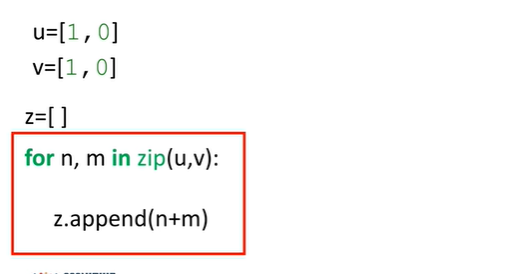 u=[1,0]
v=[1,0]
z=[ ]
for n, m in zip(u,v):
z.append(n+m)